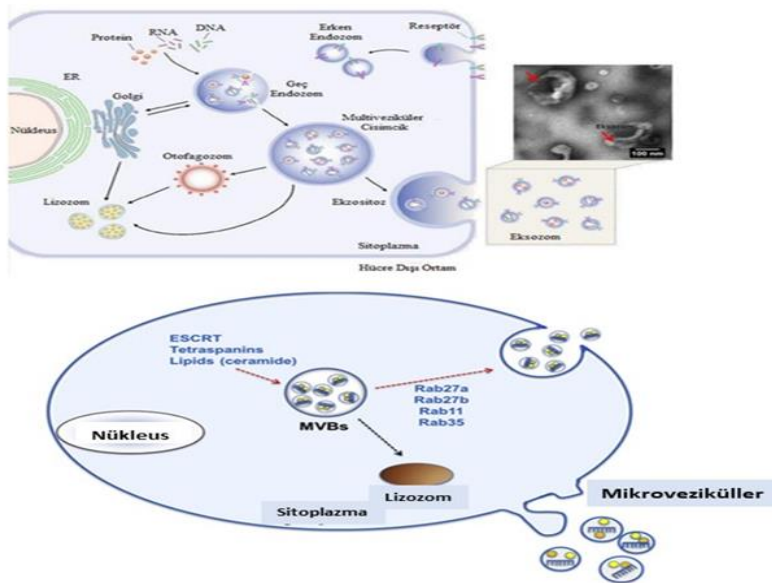 Protein
RNA
DNA
Erken
Endozom
Reseptör
ER
Golgi
Geç
Endozom
Nükleus
Multiveziküler
Cisimcik
Otofagozom
Lizozom
Ekzositoz
Eksozom
100 nm
Sitoplazma
Hücre Dışı Ortam
ESCRT
Tetraspanins
Lipids (ceramide)
Rab27a
Rab27b
Rab11
Rab35
MVBs
Nükleus
Lizozom
Sitoplazma
Mikroveziküller